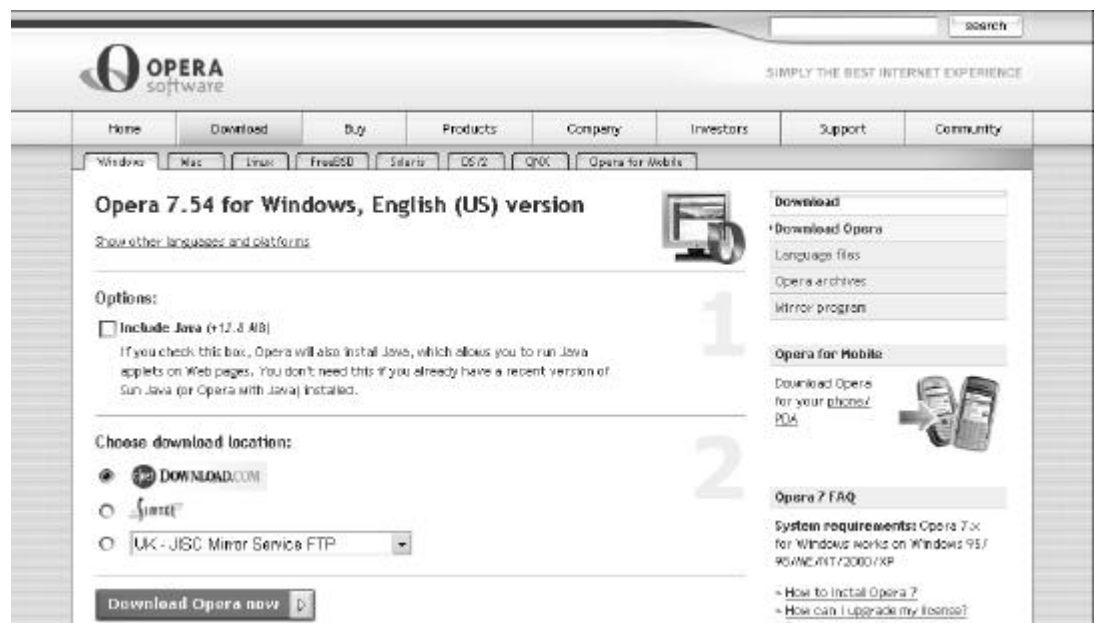 search
OPERA
software
SIMPLY THE BEST INTERNET EXPERIENCE
Home Download Buy Products Company Investors Support Community
Windows Mac Linux FreeBSD Solaris OS/2 QNX Opera for Mobile
Opera 7.54 for Windows, English (US) version
Show other languages and platforms
Options:
1
Include Java (+12.8 MB)
If you check this box, Opera will also install Java, which allows you to run Java
applets on Web pages. You don't need this if you already have a recent version of
Sun Java (or Opera with Java) installed.
Choose download location:
2
DOWNLOAD.COM
UK - JISC Mirror Service FTP
Download Opera now
Download
Download Opera
Language files
Opera archives
Mirror program
Opera for Mobile
Download Opera
for your phone/
PDA
Opera 7 FAQ
System requirements: Opera 7.x
for Windows works on Windows 95/
95/ME/NT/2000/XP
How to install Opera 7
How can I upgrade my license?